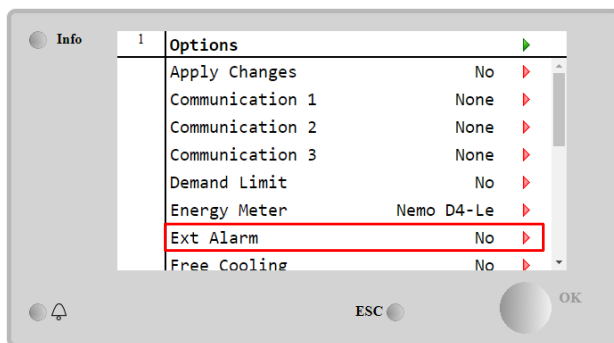 Info
1 Options
Apply Changes No
Communication 1 None
Communication 2 None
Communication 3 None
Demand Limit No
Energy Meter Nemo D4-Le
Ext Alarm No
Free Cooling No
ESC
OK